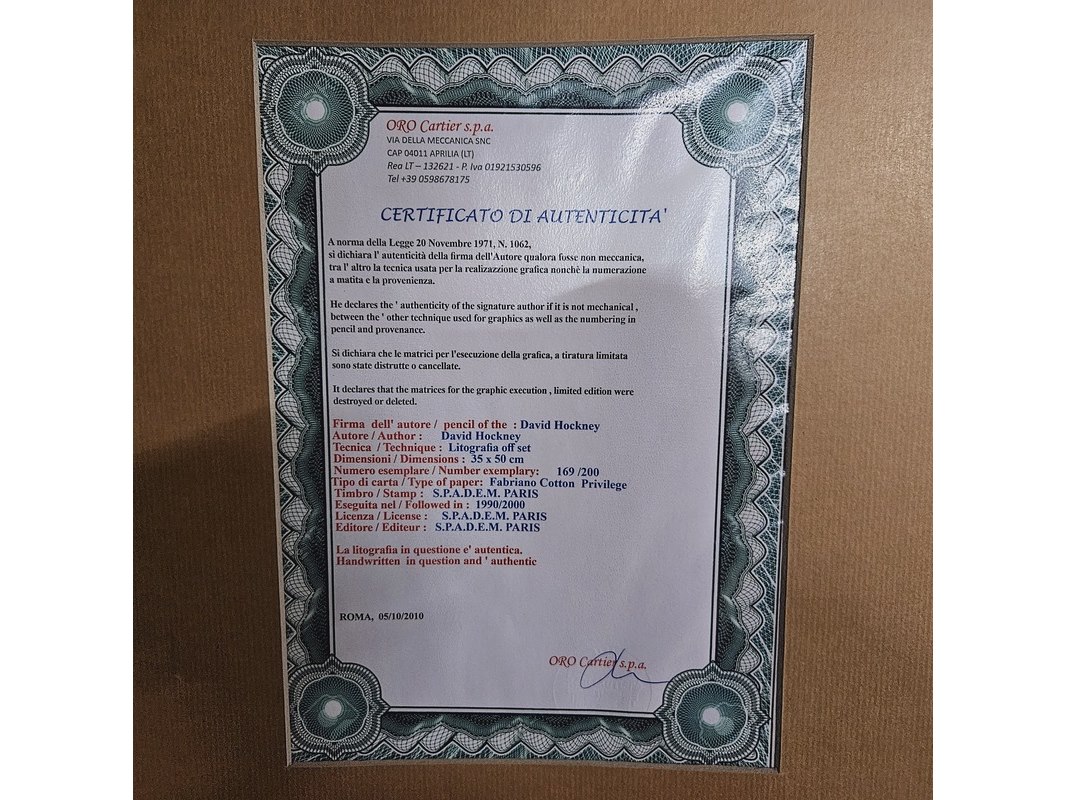 ORO Cartier s.p.a.
VIA DELLA MECCANICA SNC
CAP 04011 APRILIA (LT)
Rea LT – 132621 - P. Iva 01921530596
Tel +39 0598678175
CERTIFICATO DI AUTENTICITA'
A norma della Legge 20 Novembre 1971, N. 1062,
si dichiara l' autenticità della firma dell'Autore qualora fosse non meccanica,
tra l' altro la tecnica usata per la realizazzione grafica nonchè la numerazione
a matita e la provenienza.
He declares the ' authenticity of the signature author if it is not mechanical ,
between the ' other technique used for graphics as well as the numbering in
pencil and provenance.
Si dichiara che le matrici per l'esecuzione della grafica, a tiratura limitata
sono state distrutte o cancellate.
It declares that the matrices for the graphic execution , limited edition were
destroyed or deleted.
Firma dell' autore / pencil of the : David Hockney
Autore / Author : David Hockney
Tecnica / Technique : Litografia off set
Dimensioni / Dimensions : 35 x 50 cm
Numero esemplare / Number exemplary: 169 /200
Tipo di carta / Type of paper: Fabriano Cotton Privilege
Timbro / Stamp : S.P.A.D.E.M. PARIS
Eseguita nel / Followed in : 1990/2000
Licenza / License : S.P.A.D.E.M. PARIS
Editore / Editeur : S.P.A.D.E.M. PARIS
La litografia in questione e' autentica.
Handwritten in question and ' authentic
ROMA, 05/10/2010
ORO Cartier s.p.a.